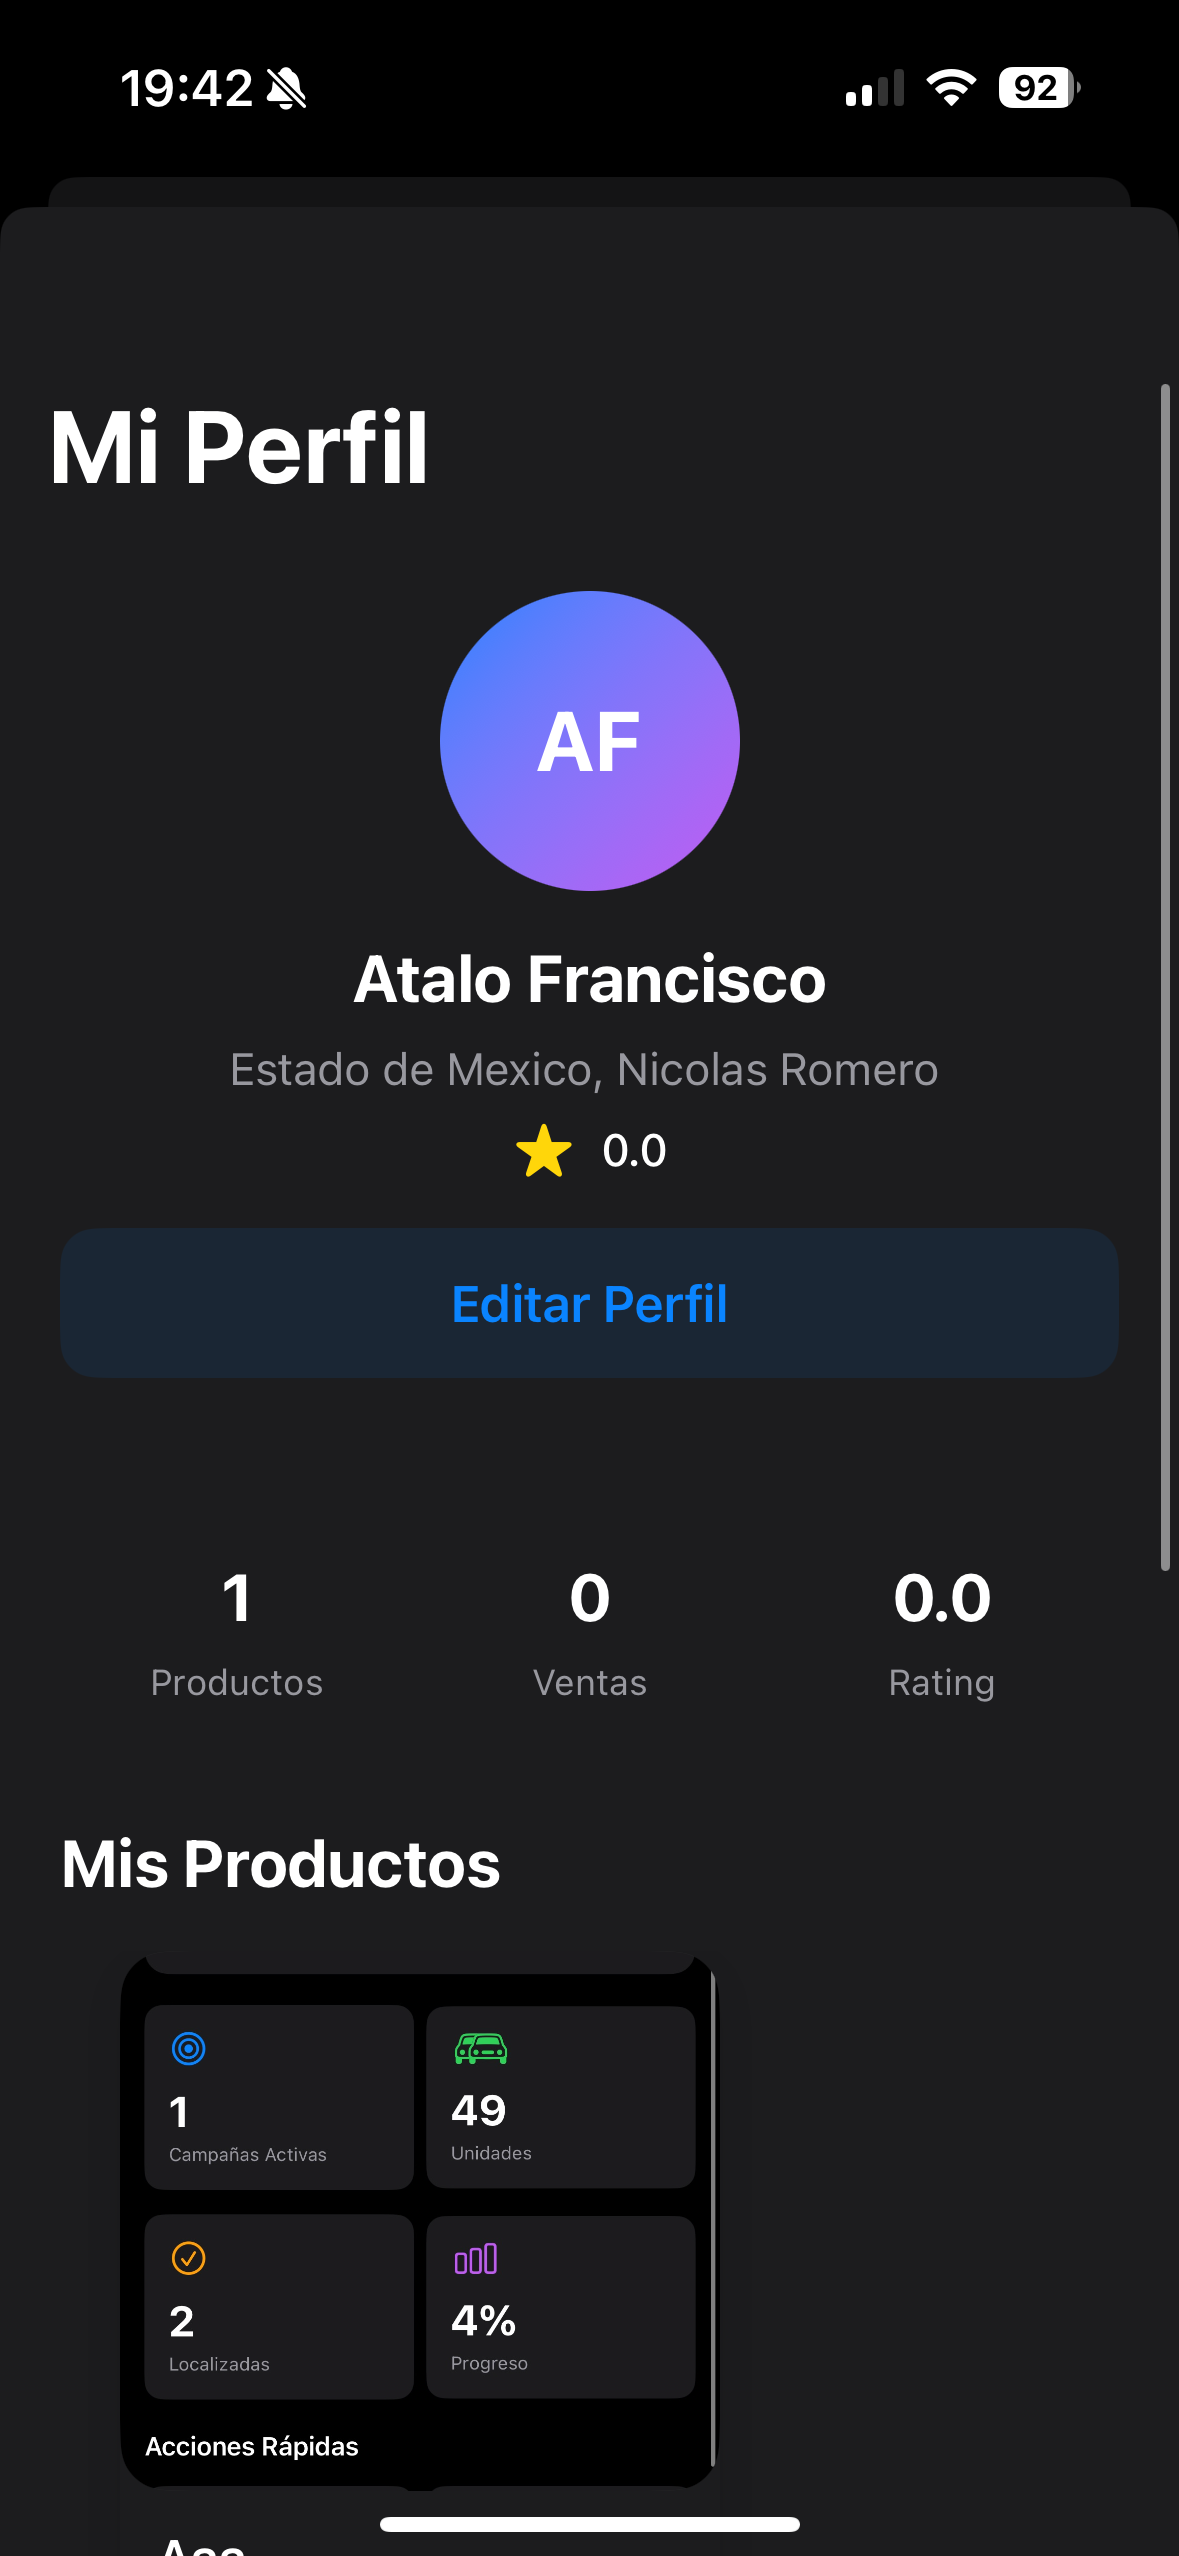 19:42
92
Mi Perfil
AF
Atalo Francisco
Estado de Mexico, Nicolas Romero
0.0
Editar Perfil
1 0 0.0
Productos Ventas Rating
Mis Productos
1 49
Campañas Activas Unidades
2 4%
Localizadas Progreso
Acciones Rápidas